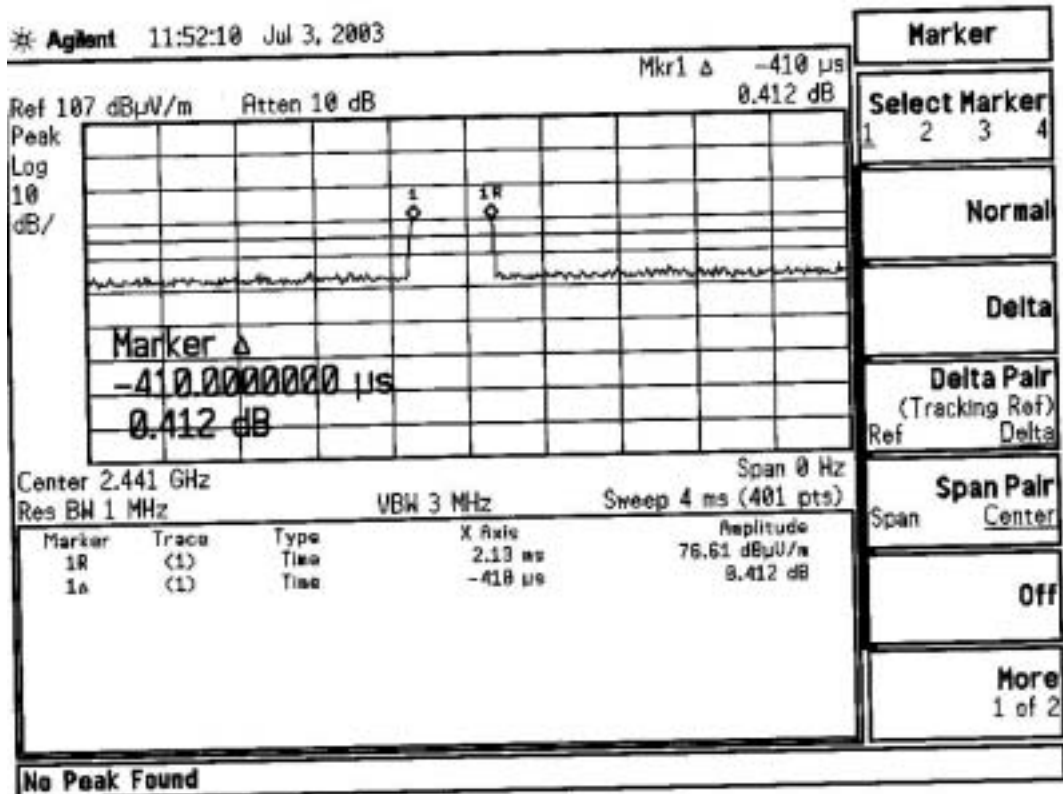 Agilent 11:52:10 Jul 3, 2003
Mkr1 Δ -410 µs
Ref 107 dBµV/m Atten 10 dB 0.412 dB
Peak
Log
10
dB/
1 1R
Marker Δ
-410.0000000 µs
0.412 dB
Center 2.441 GHz Span 0 Hz
Res BW 1 MHz VBW 3 MHz Sweep 4 ms (401 pts)
Marker Trace Type X Axis Amplitude
1R (1) Time 2.13 ms 76.61 dBµV/m
1Δ (1) Time -410 µs 0.412 dB
No Peak Found
Marker
Select Marker
1 2 3 4
Normal
Delta
Delta Pair
(Tracking Ref)
Ref Delta
Span Pair
Span Center
Off
More
1 of 2